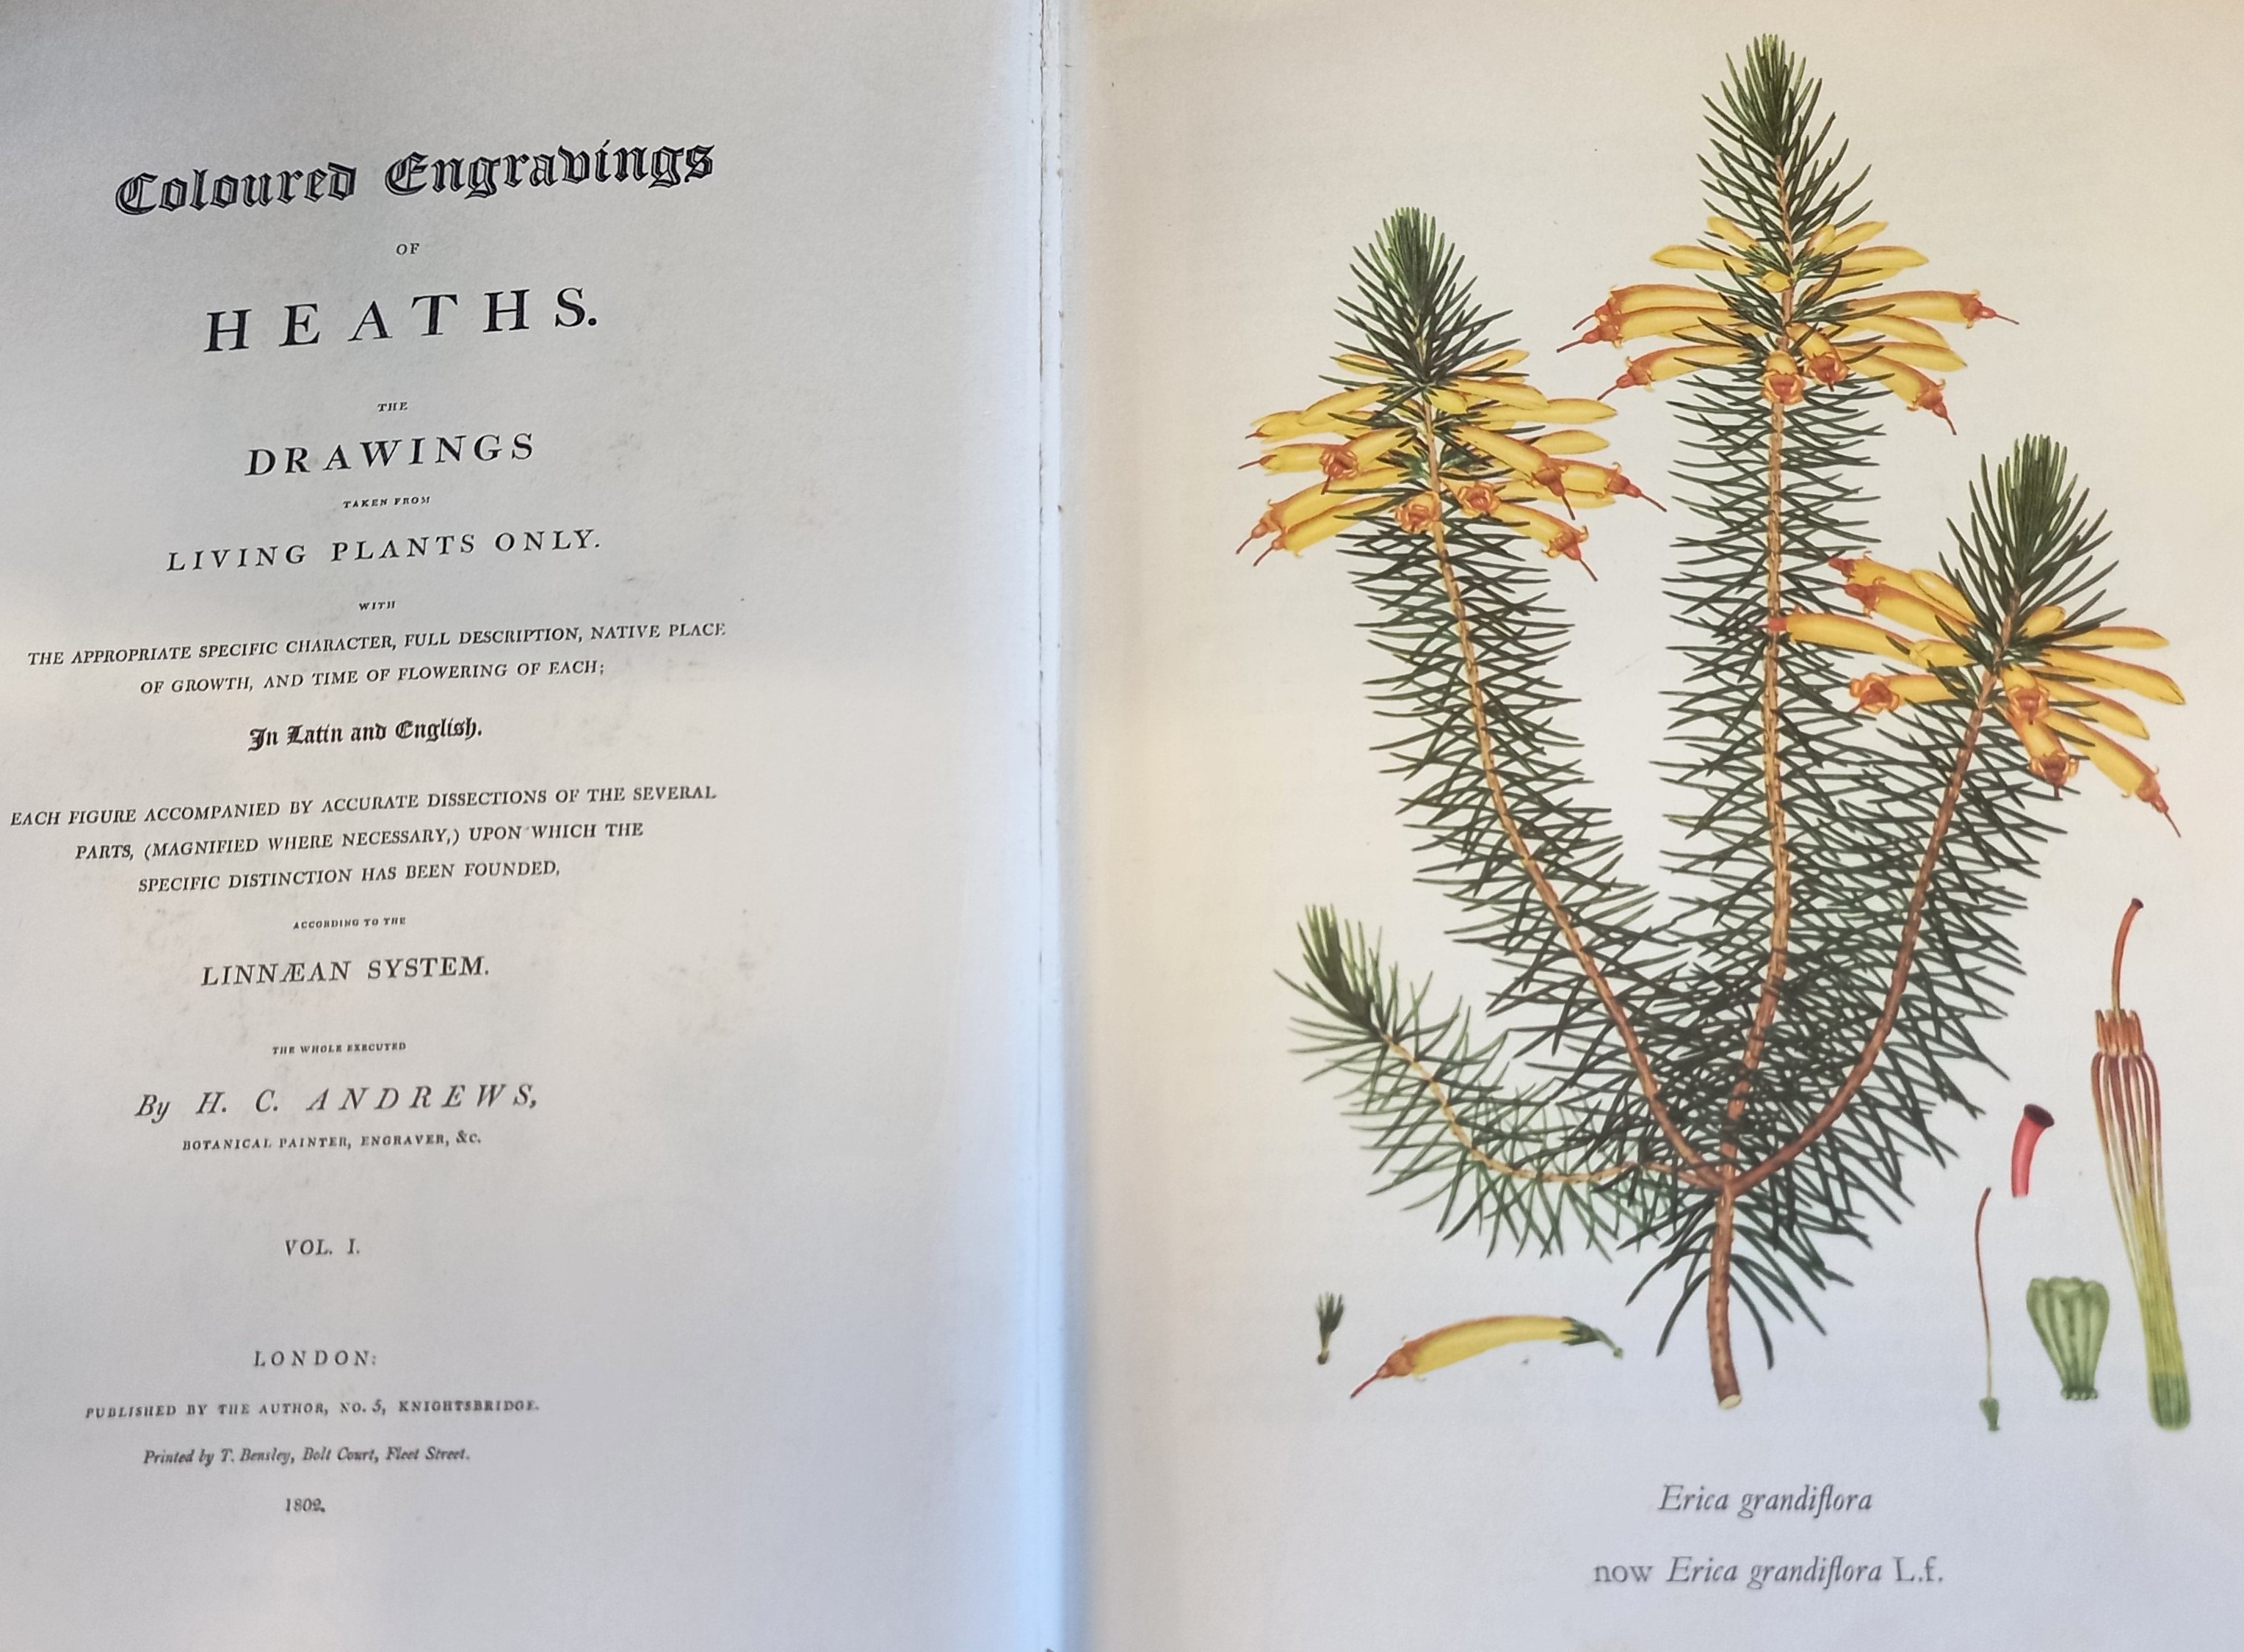 Coloured Engravings
OF
HEATHS.
THE
DRAWINGS
TAKEN FROM
LIVING PLANTS ONLY.
WITH
THE APPROPRIATE SPECIFIC CHARACTER, FULL DESCRIPTION, NATIVE PLACE
OF GROWTH, AND TIME OF FLOWERING OF EACH;
In Latin and English.
EACH FIGURE ACCOMPANIED BY ACCURATE DISSECTIONS OF THE SEVERAL
PARTS, (MAGNIFIED WHERE NECESSARY,) UPON WHICH THE
SPECIFIC DISTINCTION HAS BEEN FOUNDED,
ACCORDING TO THE
LINNÆAN SYSTEM.
THE WHOLE EXECUTED
By H. C. ANDREWS,
BOTANICAL PAINTER, ENGRAVER, &c.
VOL. I.
LONDON:
PUBLISHED BY THE AUTHOR, NO. 5, KNIGHTSBRIDGE.
Printed by T. Bensley, Bolt Court, Fleet Street.
1802.
Erica grandiflora
now Erica grandiflora L.f.